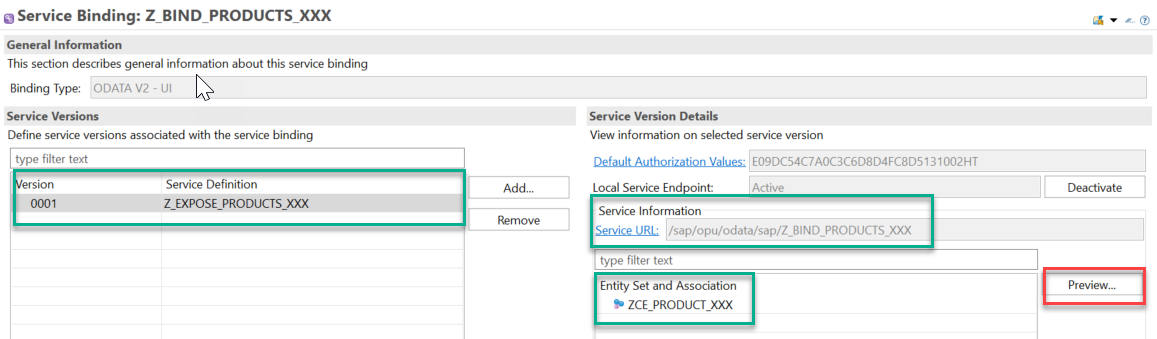 Service Binding: Z_BIND_PRODUCTS_XXX
General Information
This section describes general information about this service binding
Binding Type: ODATA V2 - UI
Service Versions
Define service versions associated with the service binding
type filter text
Version Service Definition
0001 Z_EXPOSE_PRODUCTS_XXX
Add...
Remove
Service Version Details
View information on selected service version
Default Authorization Values: E09DC54C7A0C3C6D8D4FC8D5131002HT
Local Service Endpoint: Active Deactivate
Service Information
Service URL: /sap/opu/odata/sap/Z_BIND_PRODUCTS_XXX
type filter text
Entity Set and Association
ZCE_PRODUCT_XXX
Preview...